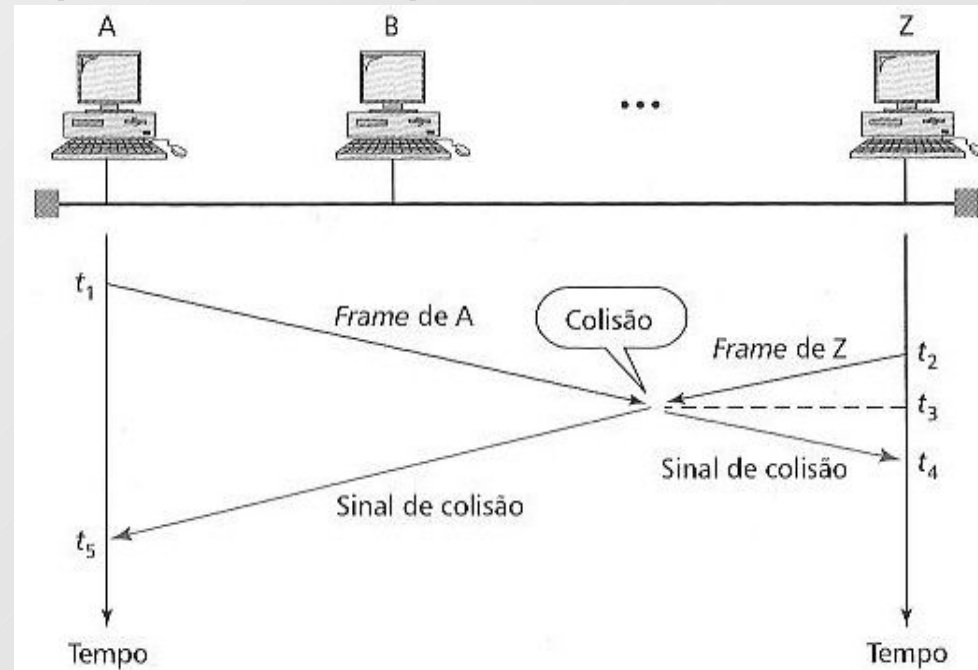 A
B
Z
...
t1
Frame de A
Colisão
Frame de Z
t2
t3
Sinal de colisão
t4
Sinal de colisão
t5
Tempo
Tempo